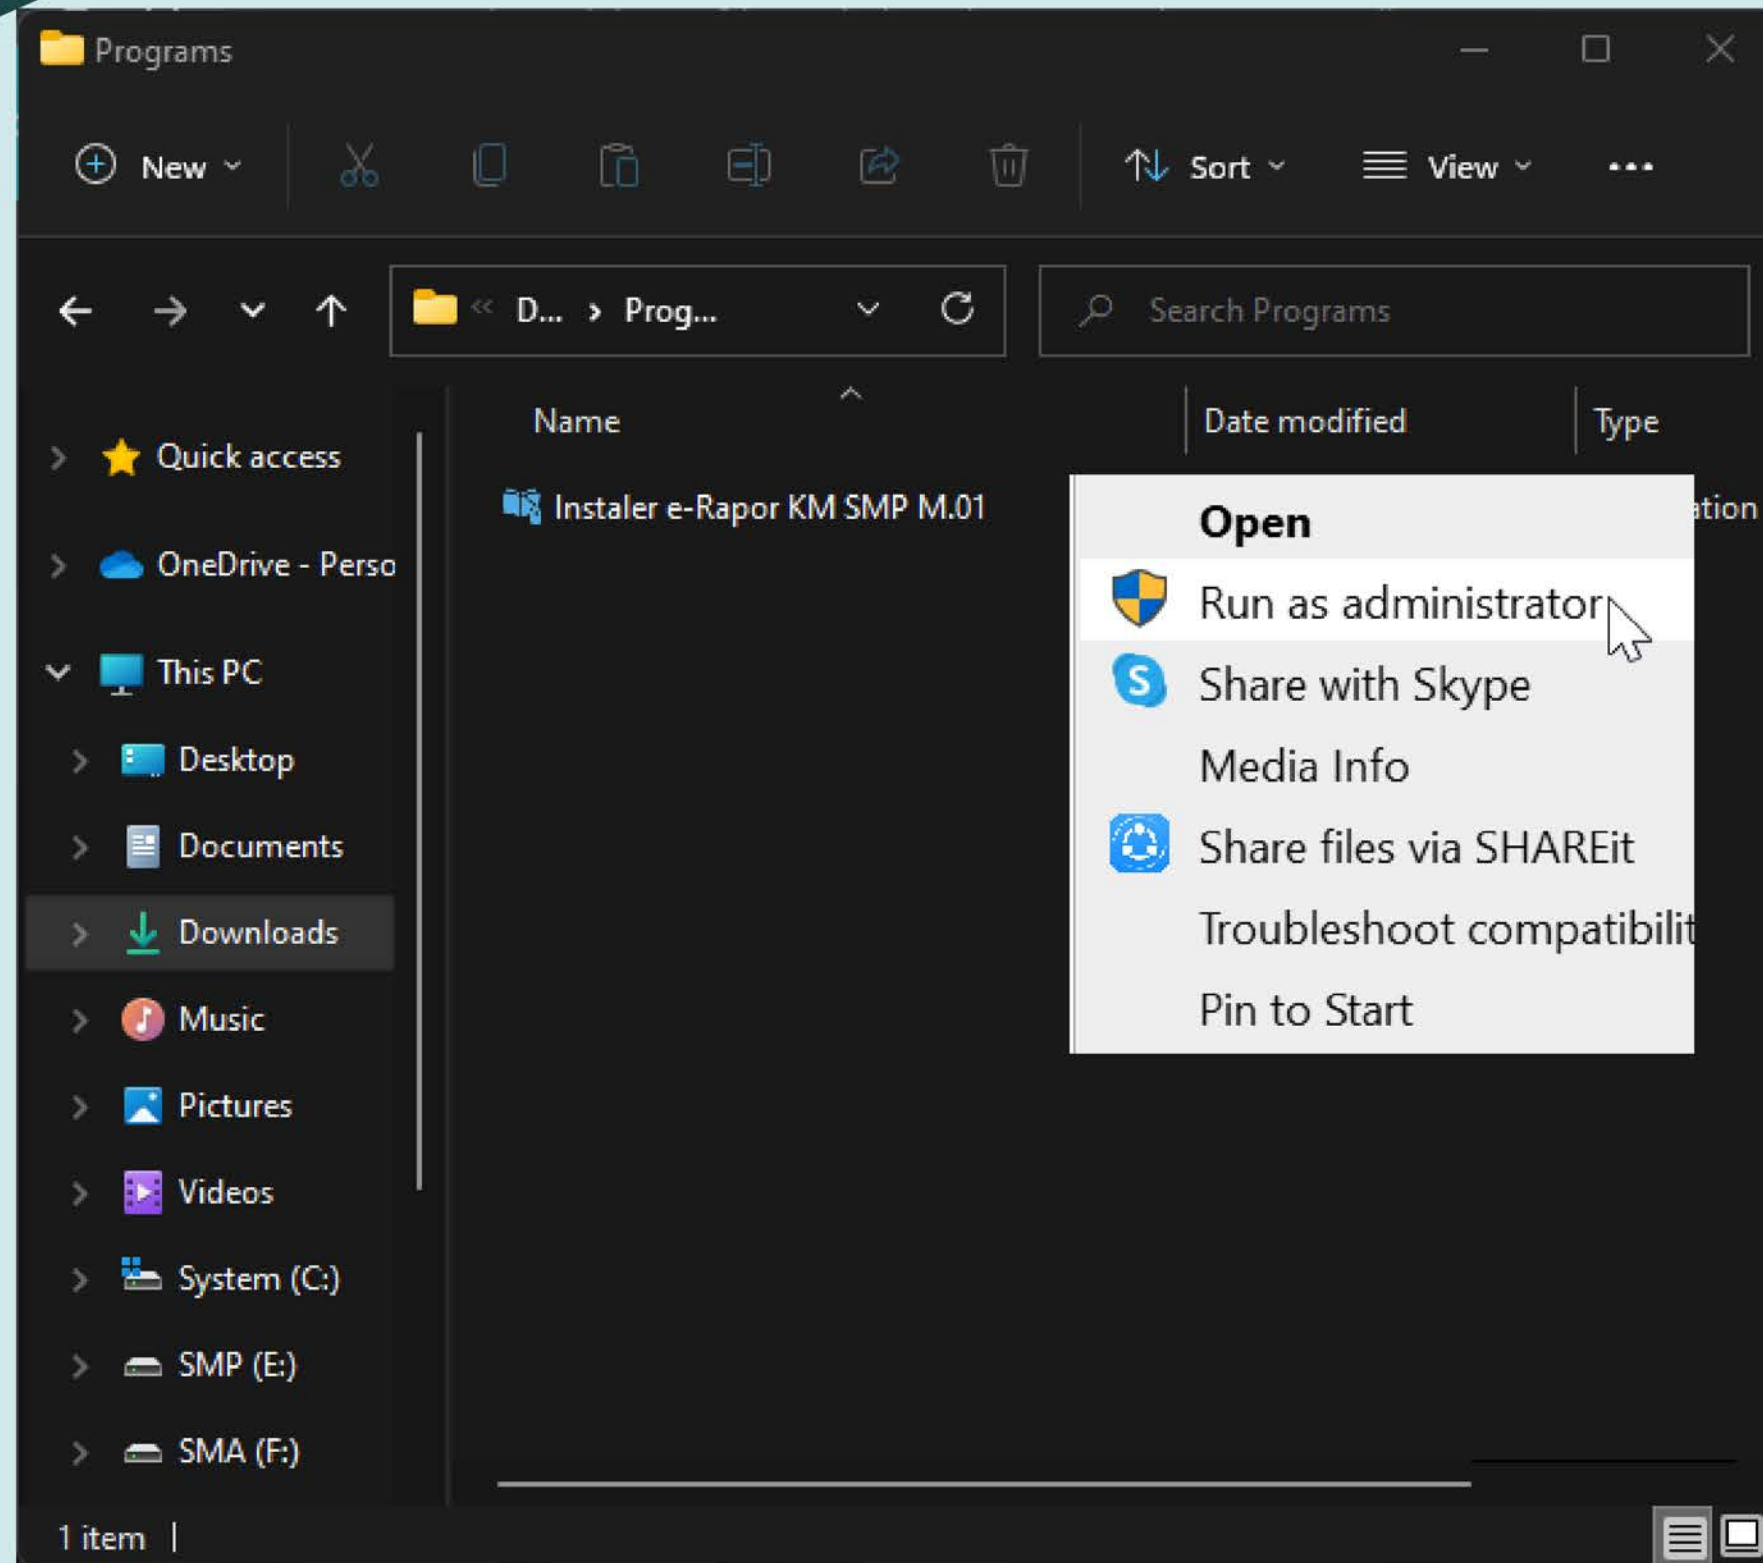 Programs
New
Sort
View
D... > Prog...
Search Programs
Name
Date modified
Type
Quick access
Instaler e-Rapor KM SMP M.01
ation
Open
OneDrive - Perso
Run as administrator
This PC
Share with Skype
Desktop
Media Info
Documents
Share files via SHAREit
Downloads
Troubleshoot compatibilit
Music
Pin to Start
Pictures
Videos
System (C:)
SMP (E:)
SMA (F:)
1 item